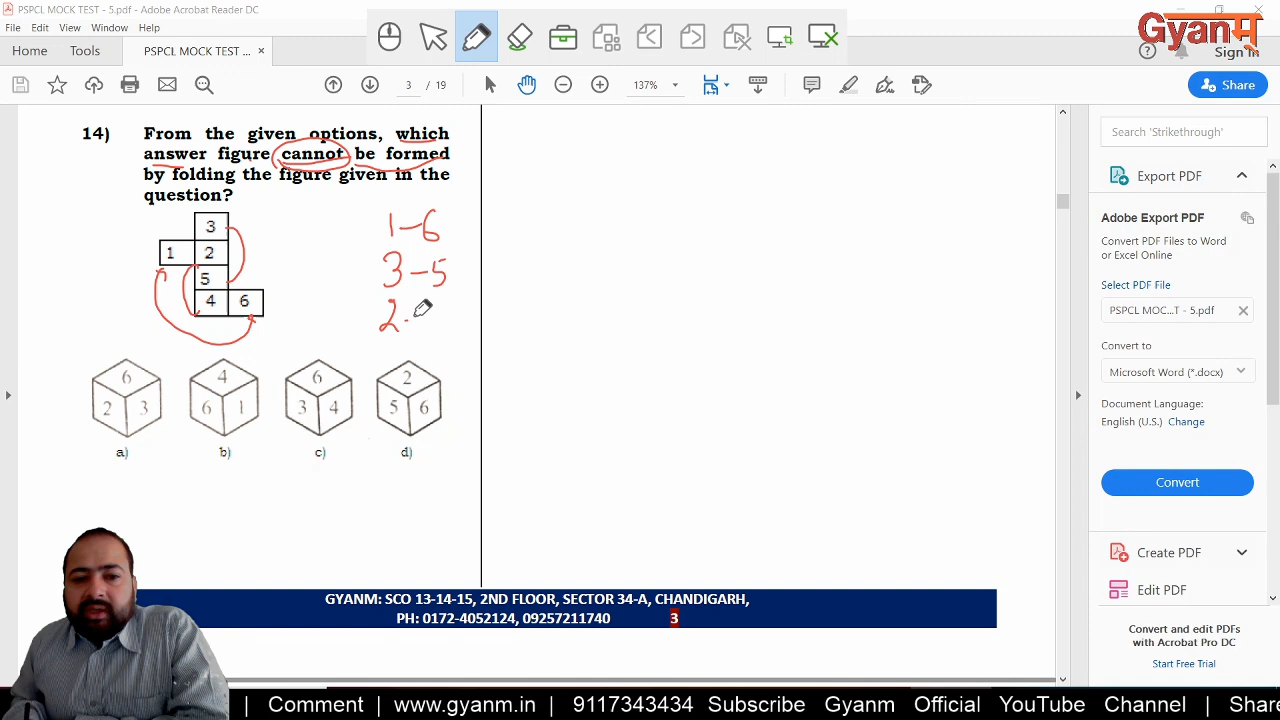 PSPCL MOCK TEST - 5.pdf - Adobe Acrobat Reader DC
File Edit View Window Help
Home Tools PSPCL MOCK TEST ... ×
Gyanम
Sign In
3 / 19
137%
Share
14) From the given options, which
answer figure cannot be formed
by folding the figure given in the
question?
3
1 2
5
4 6
1-6
3-5
2-
6
2 3
a)
4
6 1
b)
6
3 4
c)
2
5 6
d)
GYANM: SCO 13-14-15, 2ND FLOOR, SECTOR 34-A, CHANDIGARH,
PH: 0172-4052124, 09257211740 3
Search 'Strikethrough'
Export PDF
Adobe Export PDF
Convert PDF Files to Word
or Excel Online
Select PDF File
PSPCL MOC...T - 5.pdf
Convert to
Microsoft Word (*.docx)
Document Language:
English (U.S.) Change
Convert
Create PDF
Edit PDF
Convert and edit PDFs
with Acrobat Pro DC
Start Free Trial
| Comment | www.gyanm.in | 9117343434 Subscribe Gyanm Official YouTube Channel | Share